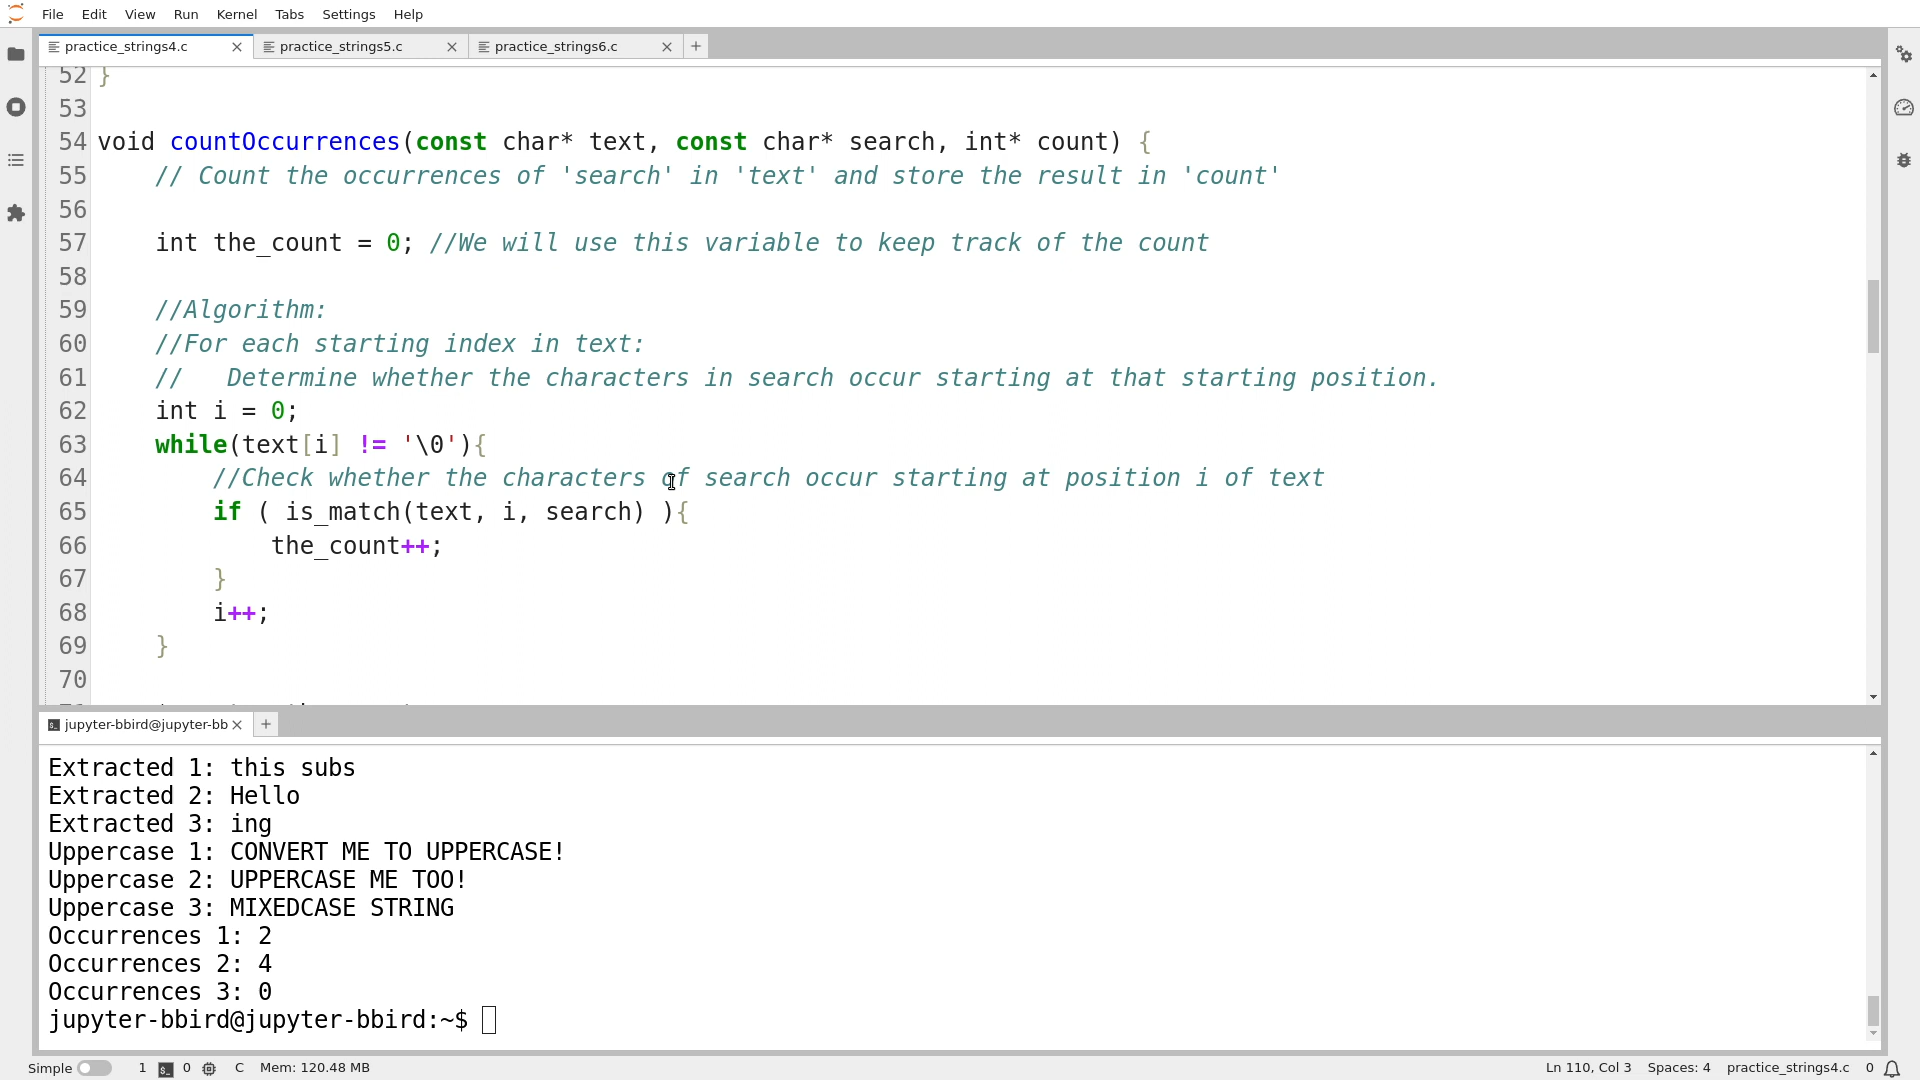 File Edit View Run Kernel Tabs Settings Help
practice_strings4.c practice_strings5.c practice_strings6.c
52 }
53
54 void countOccurrences(const char* text, const char* search, int* count) {
55     // Count the occurrences of 'search' in 'text' and store the result in 'count'
56
57     int the_count = 0; //We will use this variable to keep track of the count
58
59     //Algorithm:
60     //For each starting index in text:
61     //   Determine whether the characters in search occur starting at that starting position.
62     int i = 0;
63     while(text[i] != '\0'){
64         //Check whether the characters of search occur starting at position i of text
65         if ( is_match(text, i, search) ){
66             the_count++;
67         }
68         i++;
69     }
70
jupyter-bbird@jupyter-bb
Extracted 1: this subs
Extracted 2: Hello
Extracted 3: ing
Uppercase 1: CONVERT ME TO UPPERCASE!
Uppercase 2: UPPERCASE ME TOO!
Uppercase 3: MIXEDCASE STRING
Occurrences 1: 2
Occurrences 2: 4
Occurrences 3: 0
jupyter-bbird@jupyter-bbird:~$
Simple 1 0 C Mem: 120.48 MB Ln 110, Col 3 Spaces: 4 practice_strings4.c 0